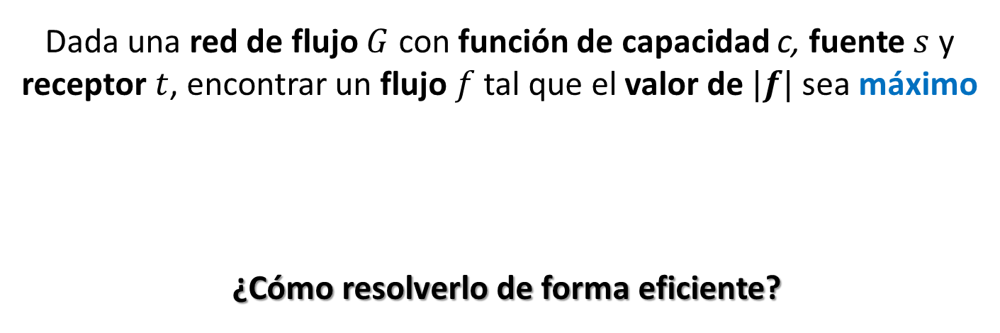 Dada una red de flujo G con función de capacidad c, fuente s y
receptor t, encontrar un flujo f tal que el valor de |f| sea máximo
¿Cómo resolverlo de forma eficiente?